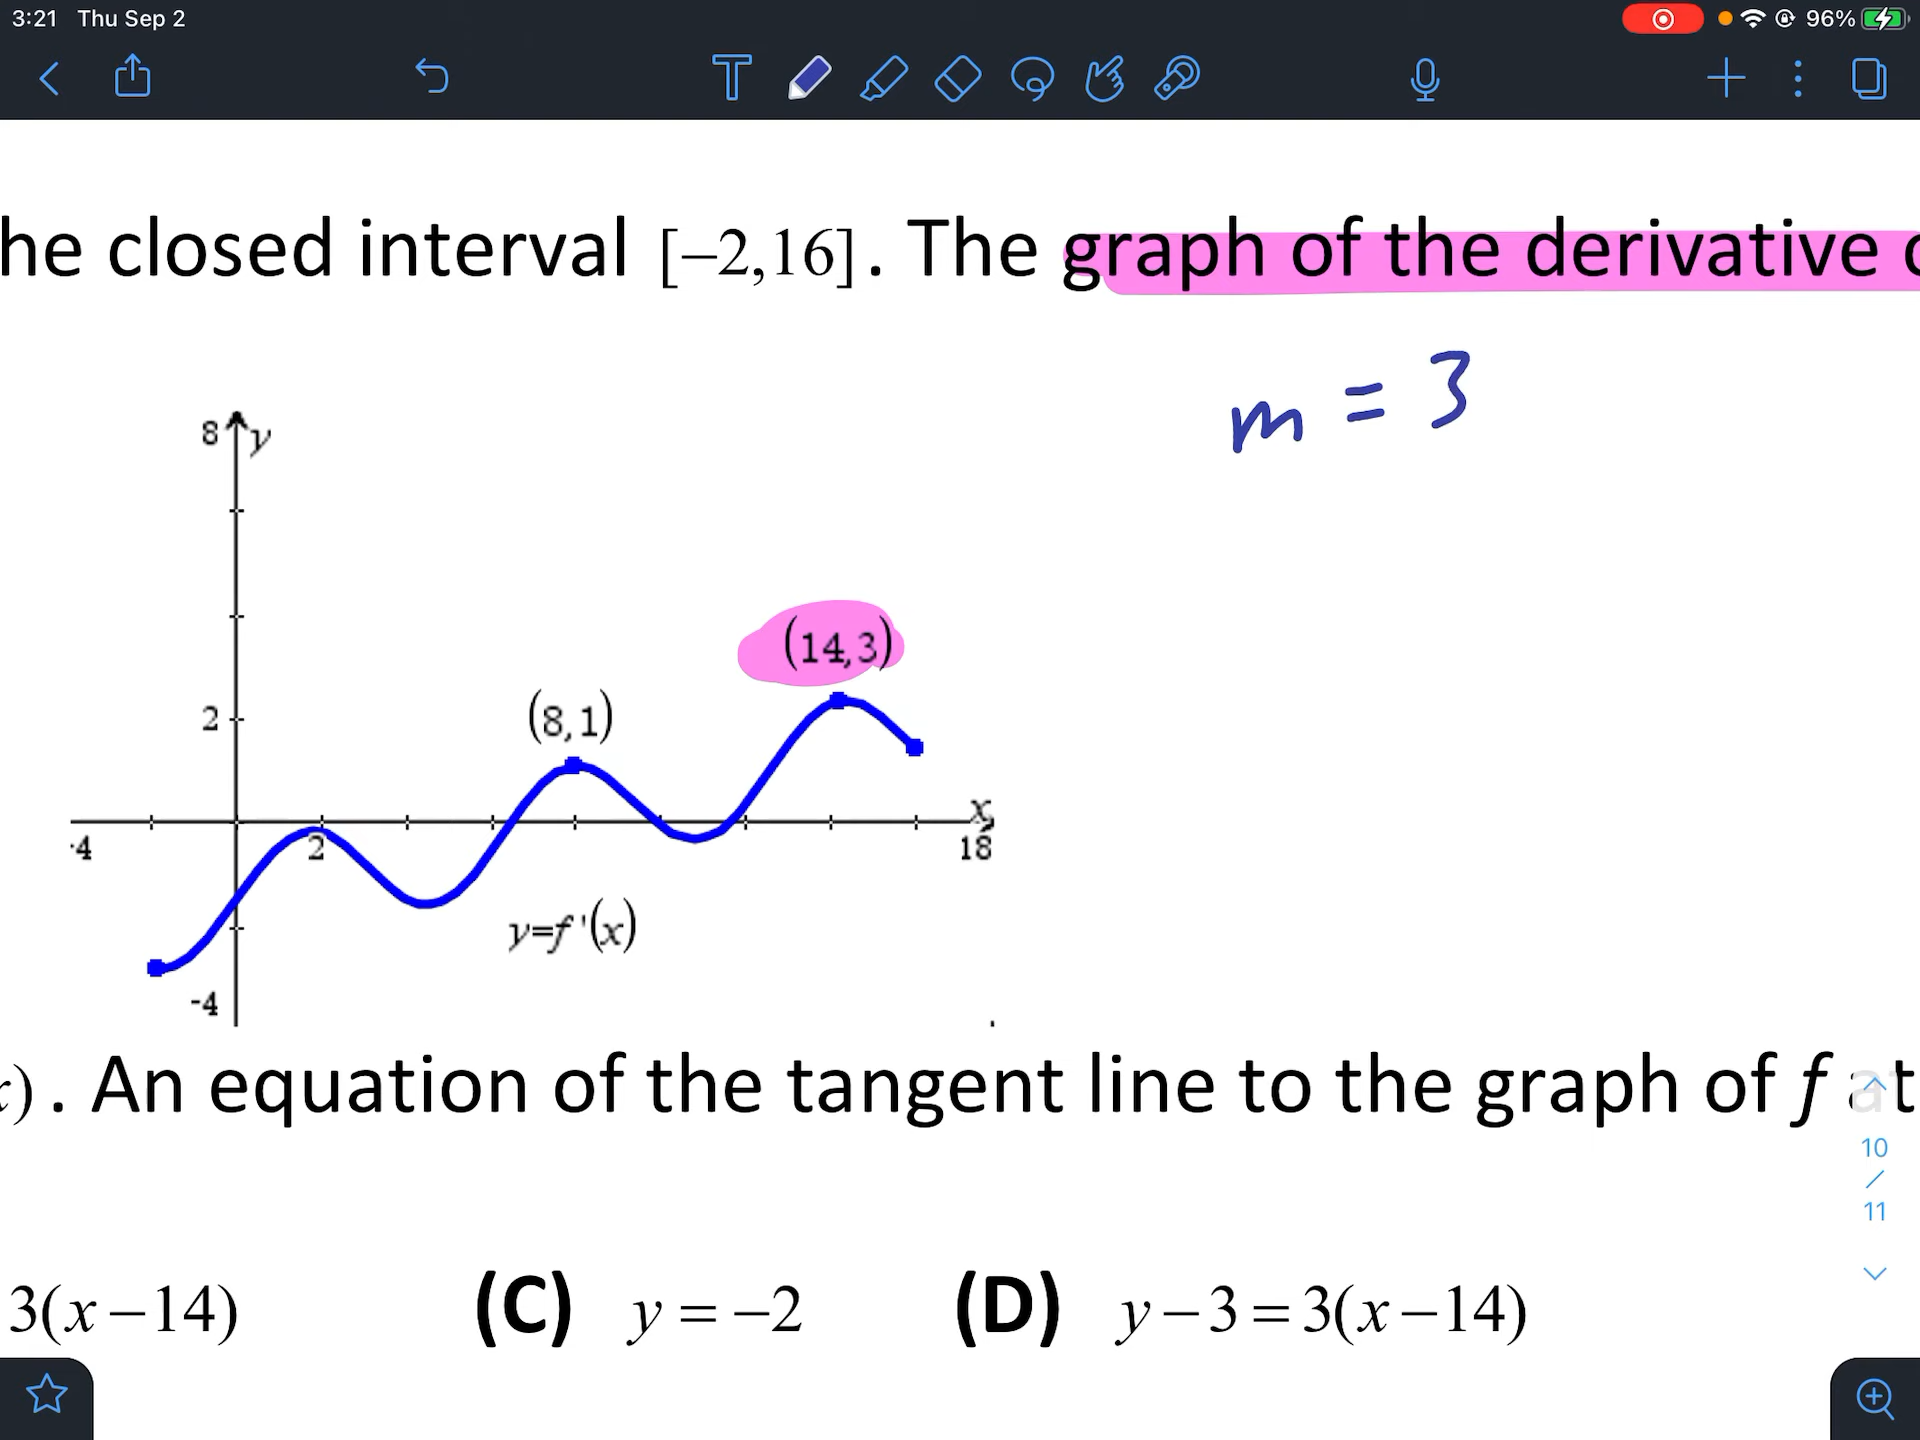 3:21 Thu Sep 2
96%
he closed interval [–2,16]. The graph of the derivative
m = 3
8 y
(14,3)
(8,1)
2
x
-4 2 18
y=f '(x)
-4
x) . An equation of the tangent line to the graph of f at
10
/
11
3(x – 14) (C) y = –2 (D) y – 3 = 3(x – 14)